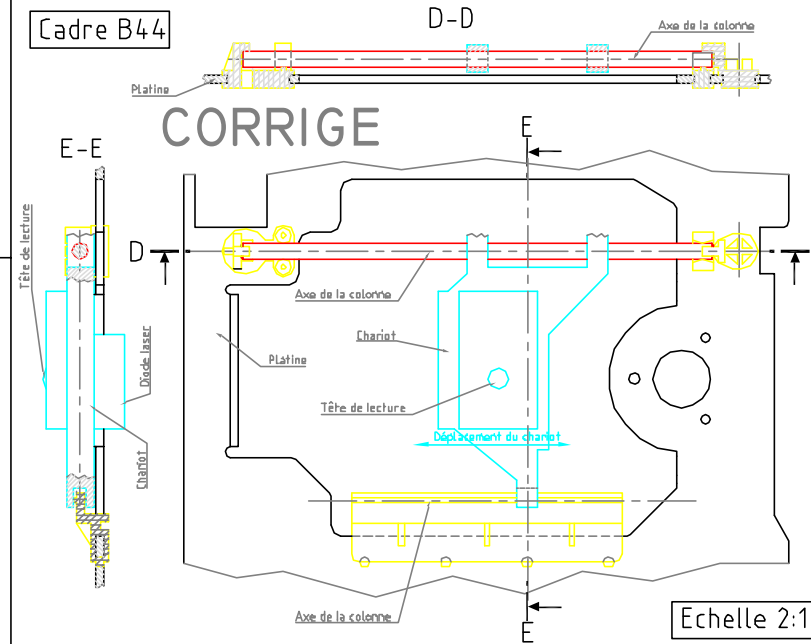 Cadre B44
D-D
Axe de la colonne
Platine
CORRIGE
E-E
E
Tête de lecture
D
Axe de la colonne
Chariot
Platine
Diode laser
Tête de lecture
Déplacement du chariot
Chariot
Axe de la colonne
E
Echelle 2:1